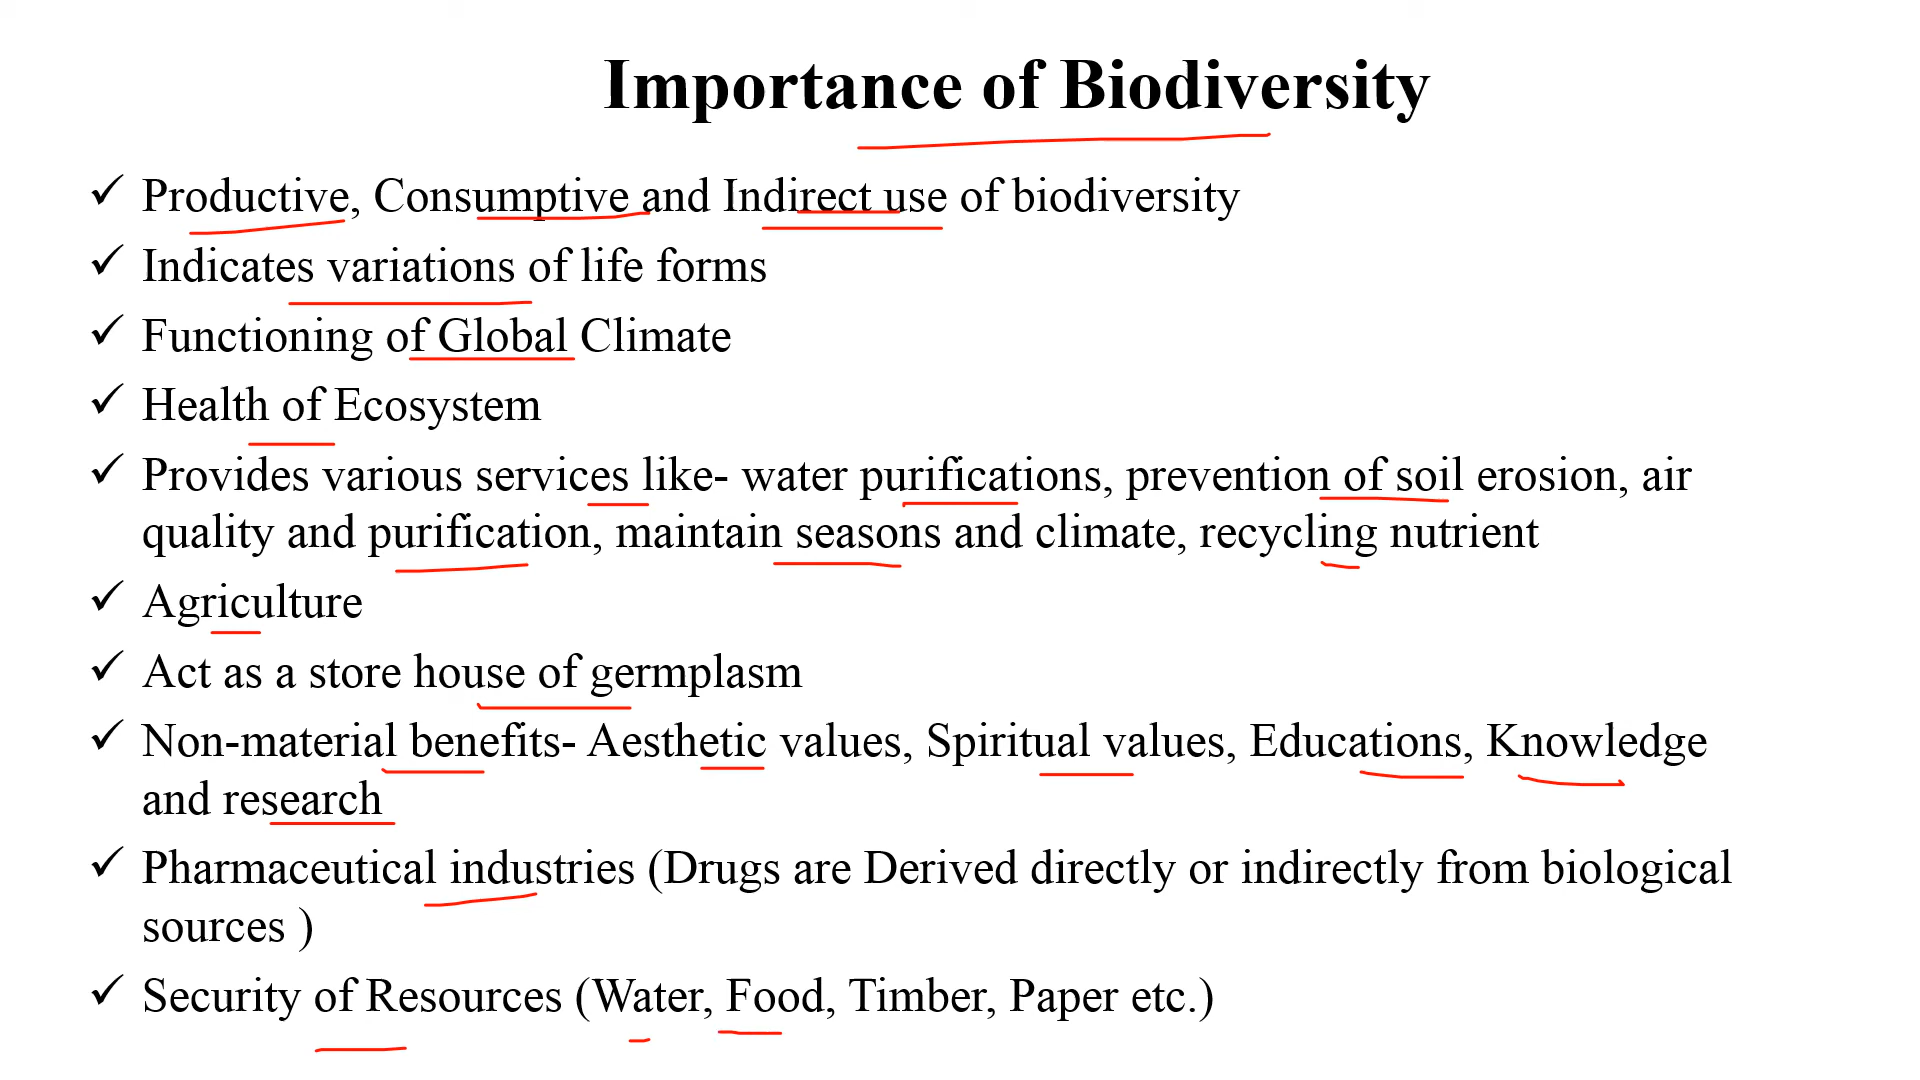 Importance of Biodiversity
✓ Productive, Consumptive and Indirect use of biodiversity
✓ Indicates variations of life forms
✓ Functioning of Global Climate
✓ Health of Ecosystem
✓ Provides various services like- water purifications, prevention of soil erosion, air
quality and purification, maintain seasons and climate, recycling nutrient
✓ Agriculture
✓ Act as a store house of germplasm
✓ Non-material benefits- Aesthetic values, Spiritual values, Educations, Knowledge
and research
✓ Pharmaceutical industries (Drugs are Derived directly or indirectly from biological
sources )
✓ Security of Resources (Water, Food, Timber, Paper etc.)